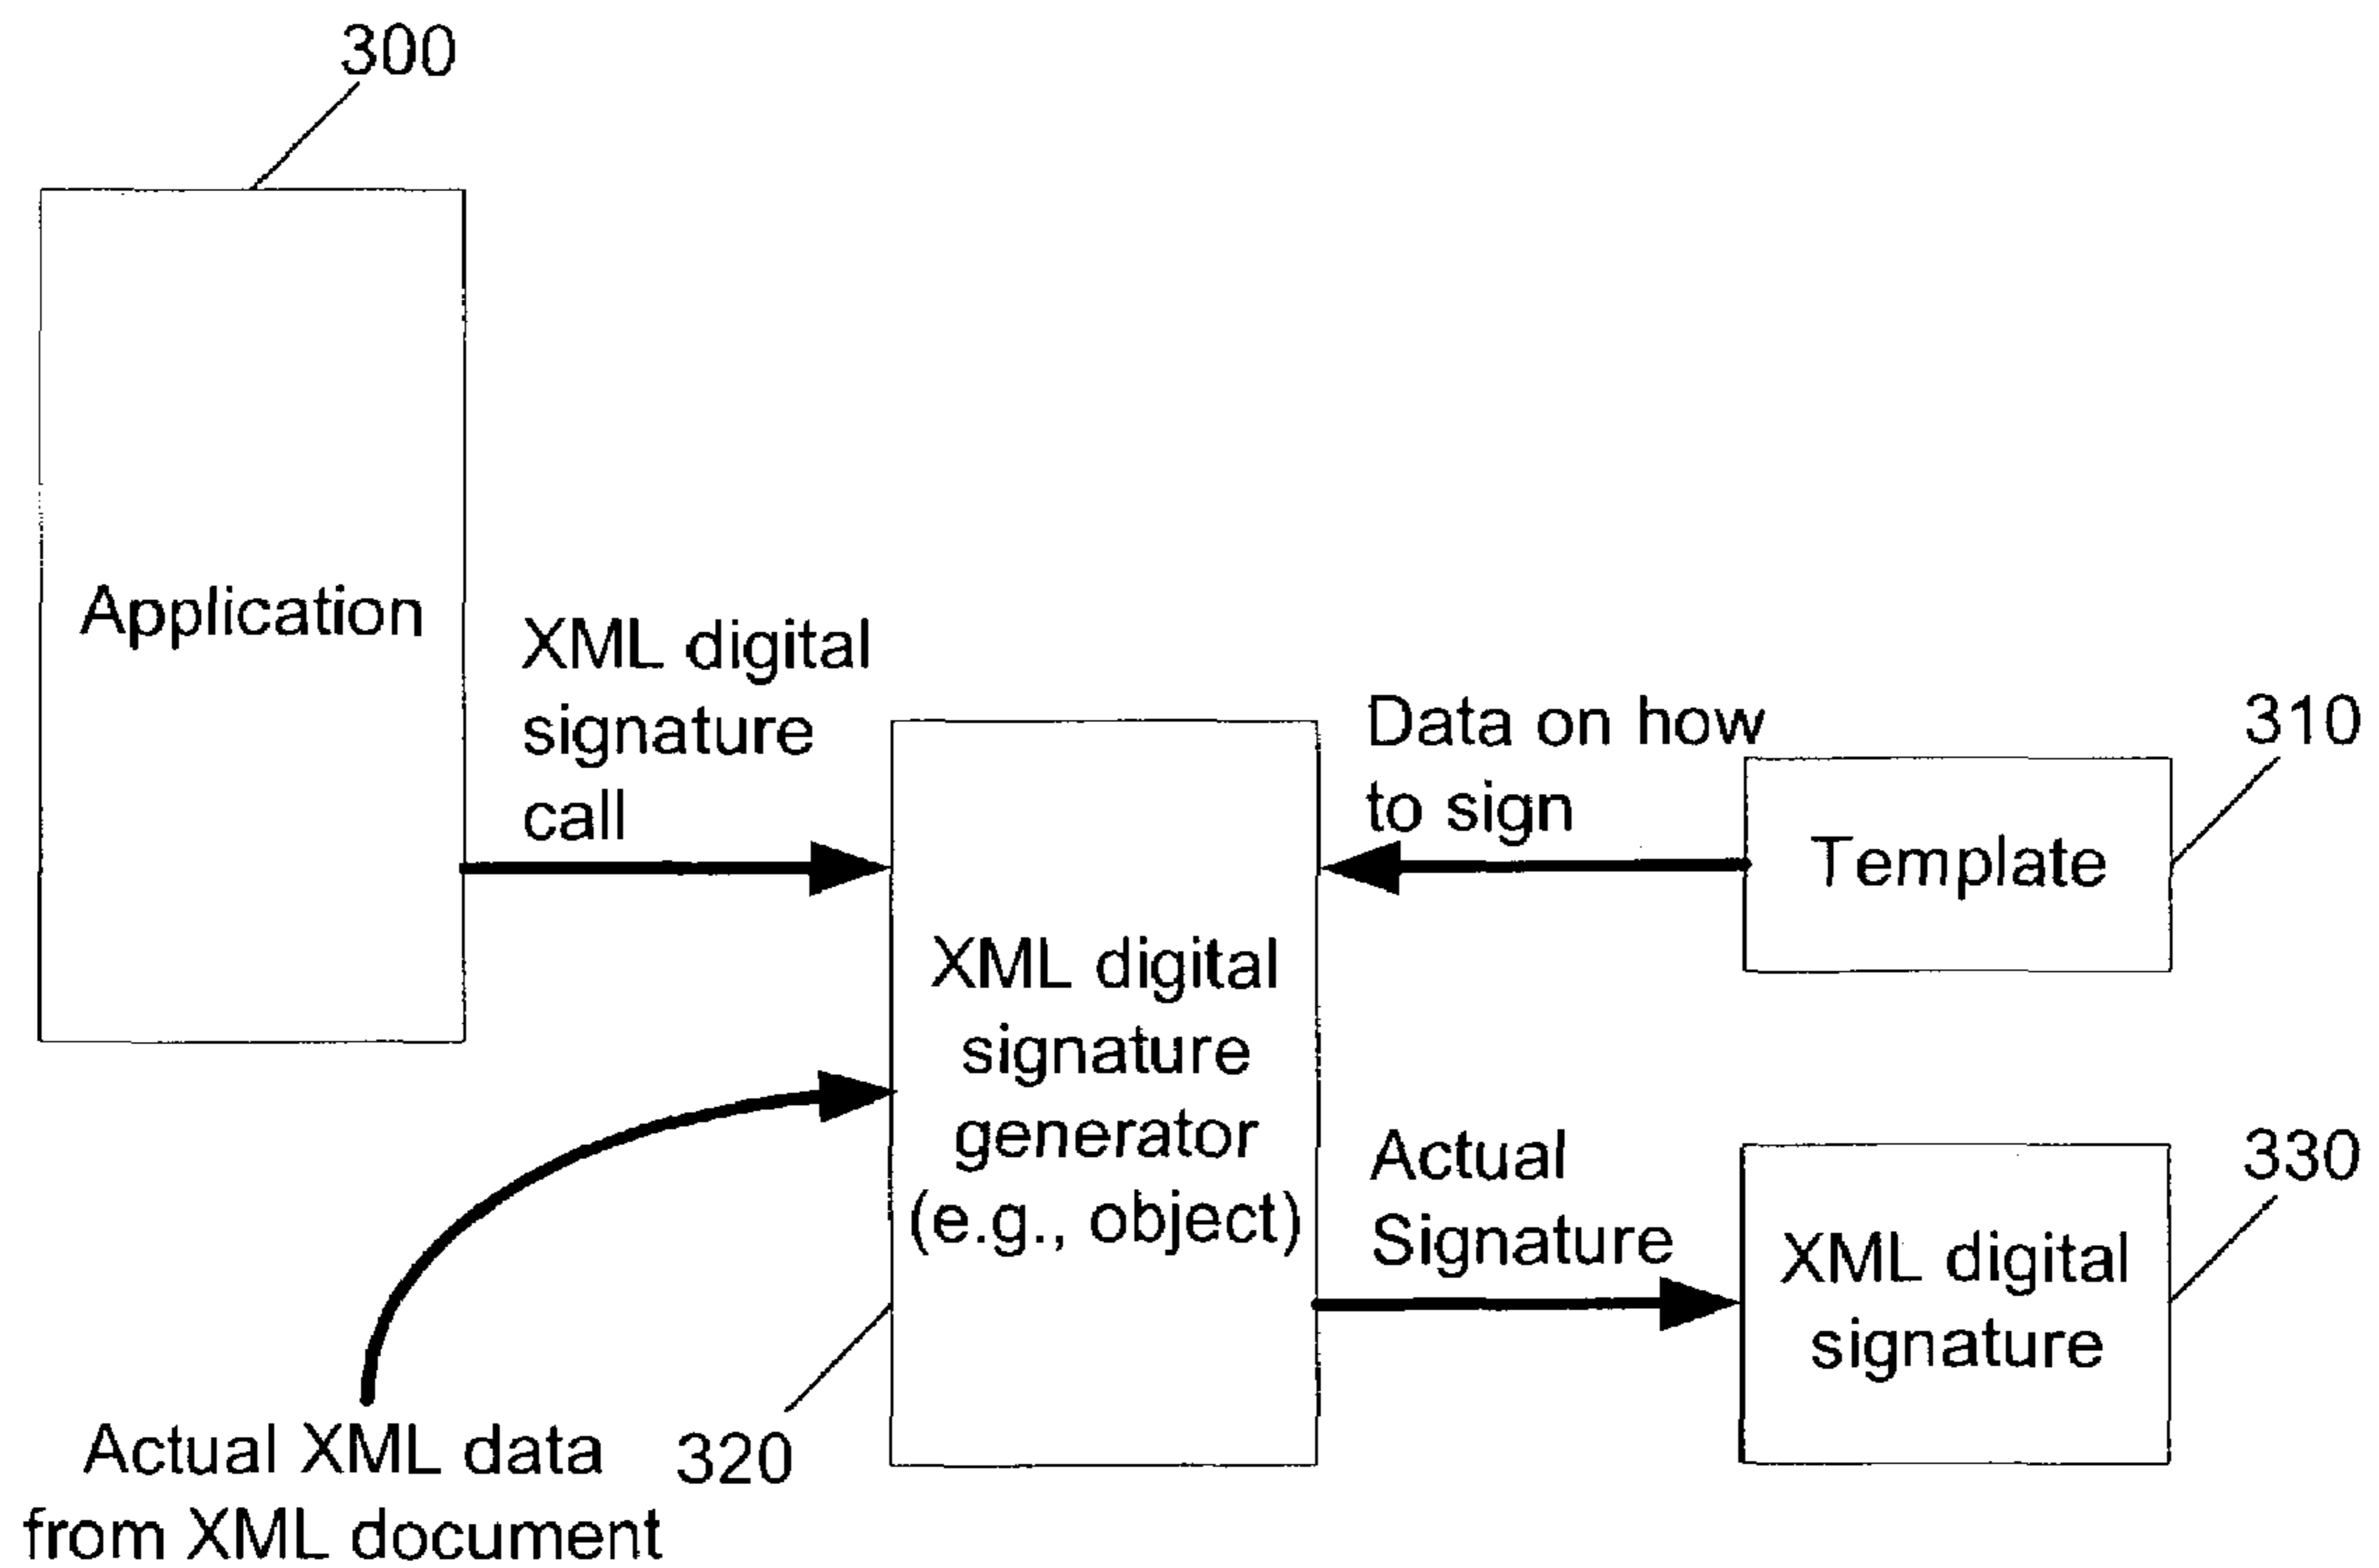 300
Application
XML digital
signature
call
Data on how
to sign
310
Template
XML digital
signature
generator
(e.g., object)
320
Actual
Signature
330
XML digital
signature
Actual XML data
from XML document